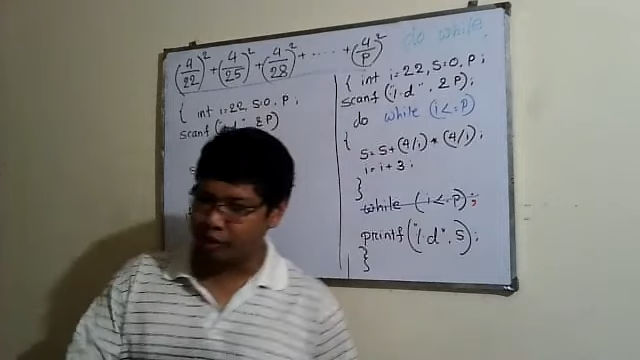 (4/22)² + (4/25)² + (4/28)² + ..... + (4/P)²
do while
{ int i=22, S=0, P;
scanf("%d", &P)
{ int i=22, S=0, P;
scanf("%d", &P);
do while (i<=P)
{
S=S+(4/i)*(4/i);
i=i+3;
}
while (i<=P);
printf("%d", S);
}